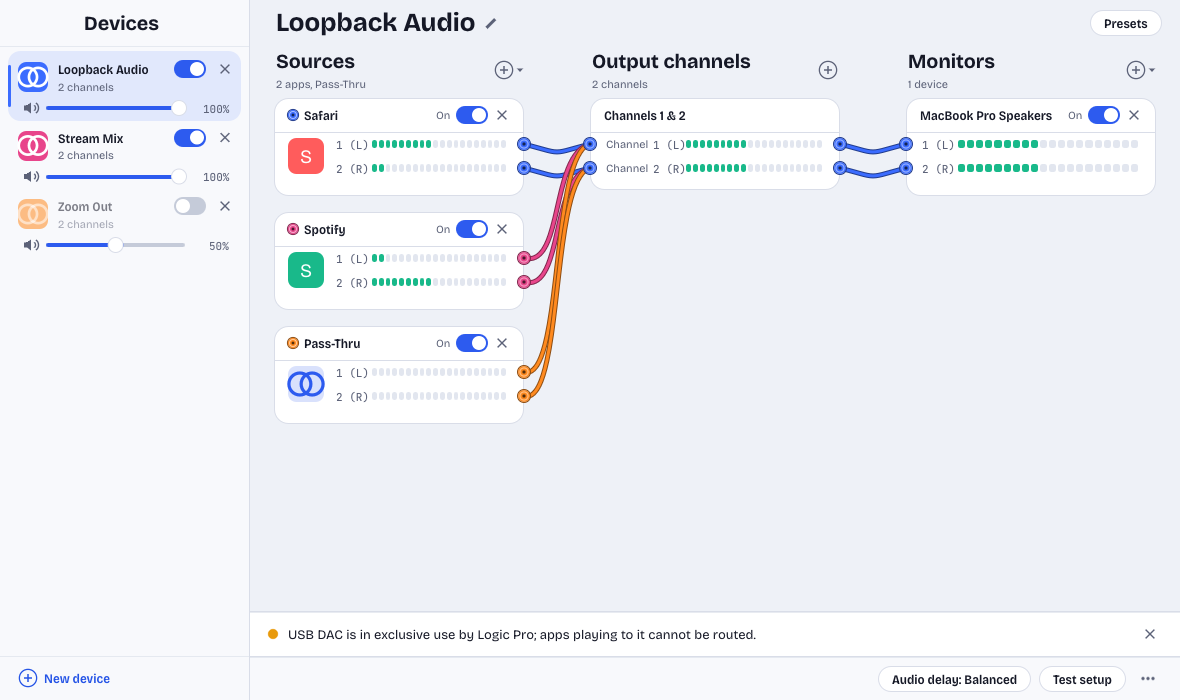 Devices
Loopback Audio
2 channels
100%
Stream Mix
2 channels
100%
Zoom Out
2 channels
50%
New device
Loopback Audio
Presets
Sources
2 apps, Pass-Thru
Output channels
2 channels
Monitors
1 device
Safari
On
S
1 (L)
2 (R)
Spotify
On
S
1 (L)
2 (R)
Pass-Thru
On
1 (L)
2 (R)
Channels 1 & 2
Channel 1 (L)
Channel 2 (R)
MacBook Pro Speakers
On
1 (L)
2 (R)
USB DAC is in exclusive use by Logic Pro; apps playing to it cannot be routed.
Audio delay: Balanced
Test setup